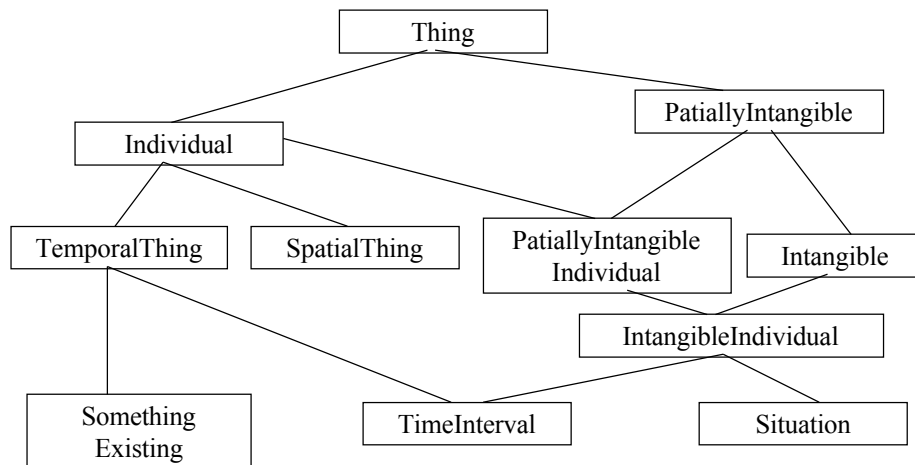 Thing
PatiallyIntangible
Individual
TemporalThing
SpatialThing
PatiallyIntangible
Individual
Intangible
IntangibleIndividual
Something
Existing
TimeInterval
Situation